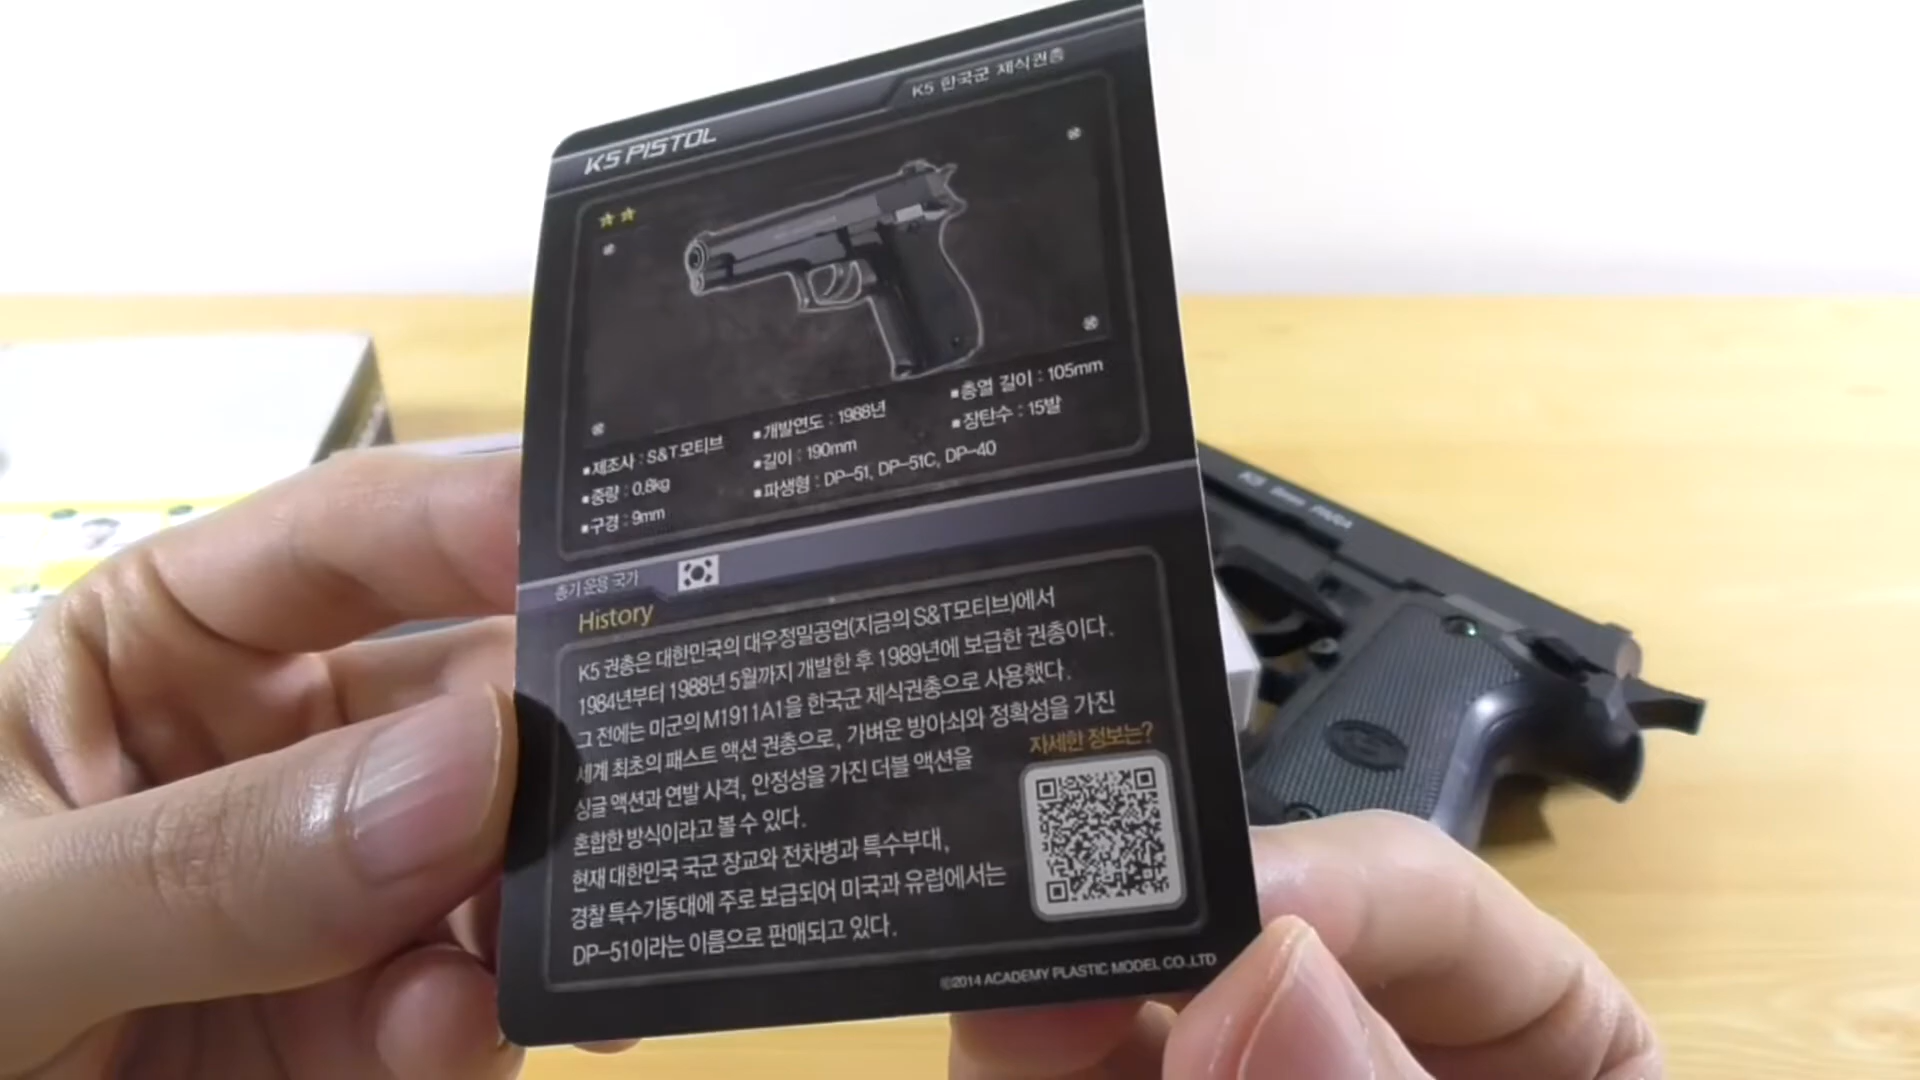 K5 한국군 제식권총
K5 PISTOL
■제조사 : S&T모티브
■개발연도 : 1988년
■총열 길이 : 105mm
■중량 : 0.8kg
■길이 : 190mm
■장탄수 : 15발
■구경 : 9mm
■파생형 : DP-51, DP-51C, DP-40
총기 운용 국가
History
K5 권총은 대한민국의 대우정밀공업(지금의 S&T모티브)에서
1984년부터 1988년 5월까지 개발한 후 1989년에 보급한 권총이다.
그 전에는 미군의 M1911A1을 한국군 제식권총으로 사용했다.
세계 최초의 패스트 액션 권총으로, 가벼운 방아쇠와 정확성을 가진
싱글 액션과 연발 사격, 안정성을 가진 더블 액션을
혼합한 방식이라고 볼 수 있다.
현재 대한민국 국군 장교와 전차병과 특수부대,
경찰 특수기동대에 주로 보급되어 미국과 유럽에서는
DP-51이라는 이름으로 판매되고 있다.
자세한 정보는?
©2014 ACADEMY PLASTIC MODEL CO.,LTD
K5 9mm PARA